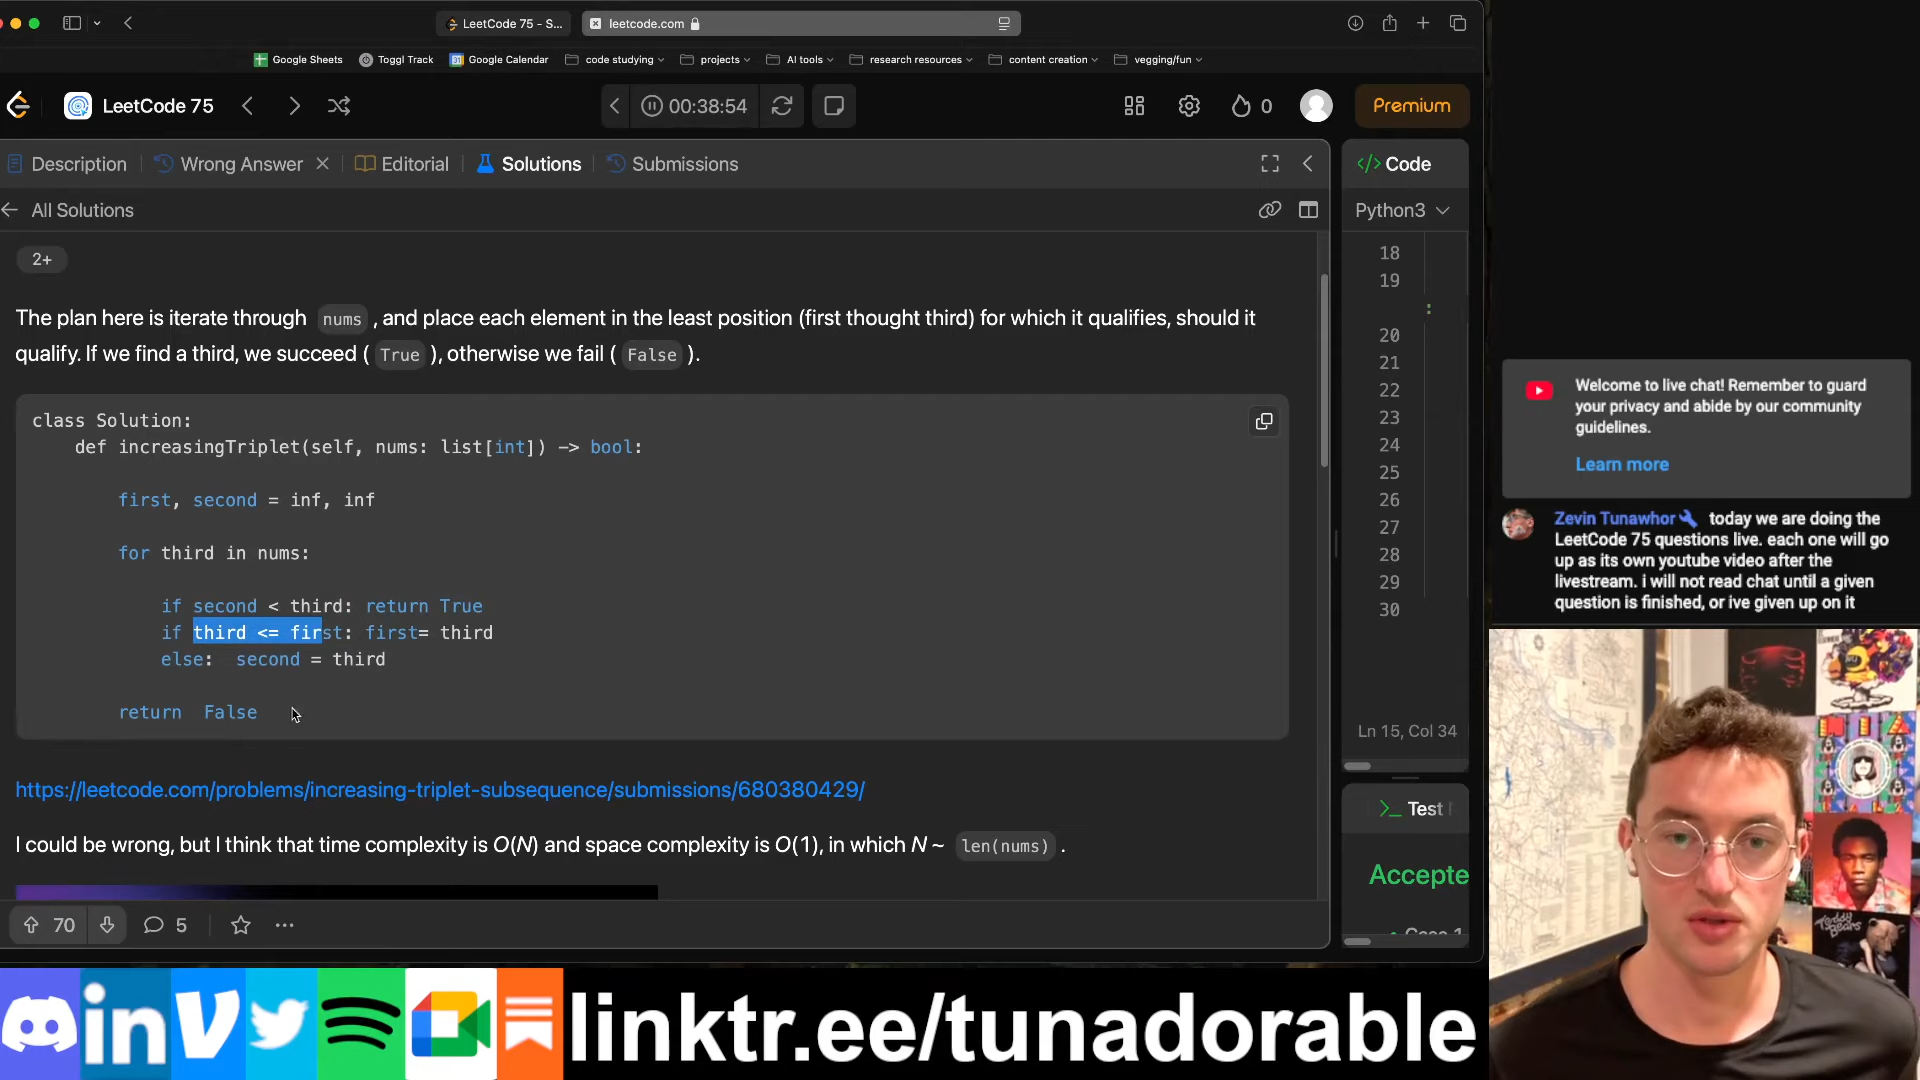 LeetCode 75 - S...
leetcode.com
Google Sheets
Toggl Track
Google Calendar
code studying
projects
AI tools
research resources
content creation
vegging/fun
LeetCode 75
00:38:54
0
Premium
Description
Wrong Answer
Editorial
Solutions
Submissions
</> Code
All Solutions
Python3
2+
The plan here is iterate through nums , and place each element in the least position (first thought third) for which it qualifies, should it
qualify. If we find a third, we succeed ( True ), otherwise we fail ( False ).
class Solution:
def increasingTriplet(self, nums: list[int]) -> bool:
first, second = inf, inf
for third in nums:
if second < third: return True
if third <= first: first= third
else: second = third
return False
https://leetcode.com/problems/increasing-triplet-subsequence/submissions/680380429/
I could be wrong, but I think that time complexity is O(N) and space complexity is O(1), in which N ~ len(nums) .
70
5
18
19
:
20
21
22
23
24
25
26
27
28
29
30
Ln 15, Col 34
>_ Test
Accepte
Case 1
Welcome to live chat! Remember to guard
your privacy and abide by our community
guidelines.
Learn more
Zevin Tunawhor today we are doing the
LeetCode 75 questions live. each one will go
up as its own youtube video after the
livestream. i will not read chat until a given
question is finished, or ive given up on it
linktr.ee/tunadorable